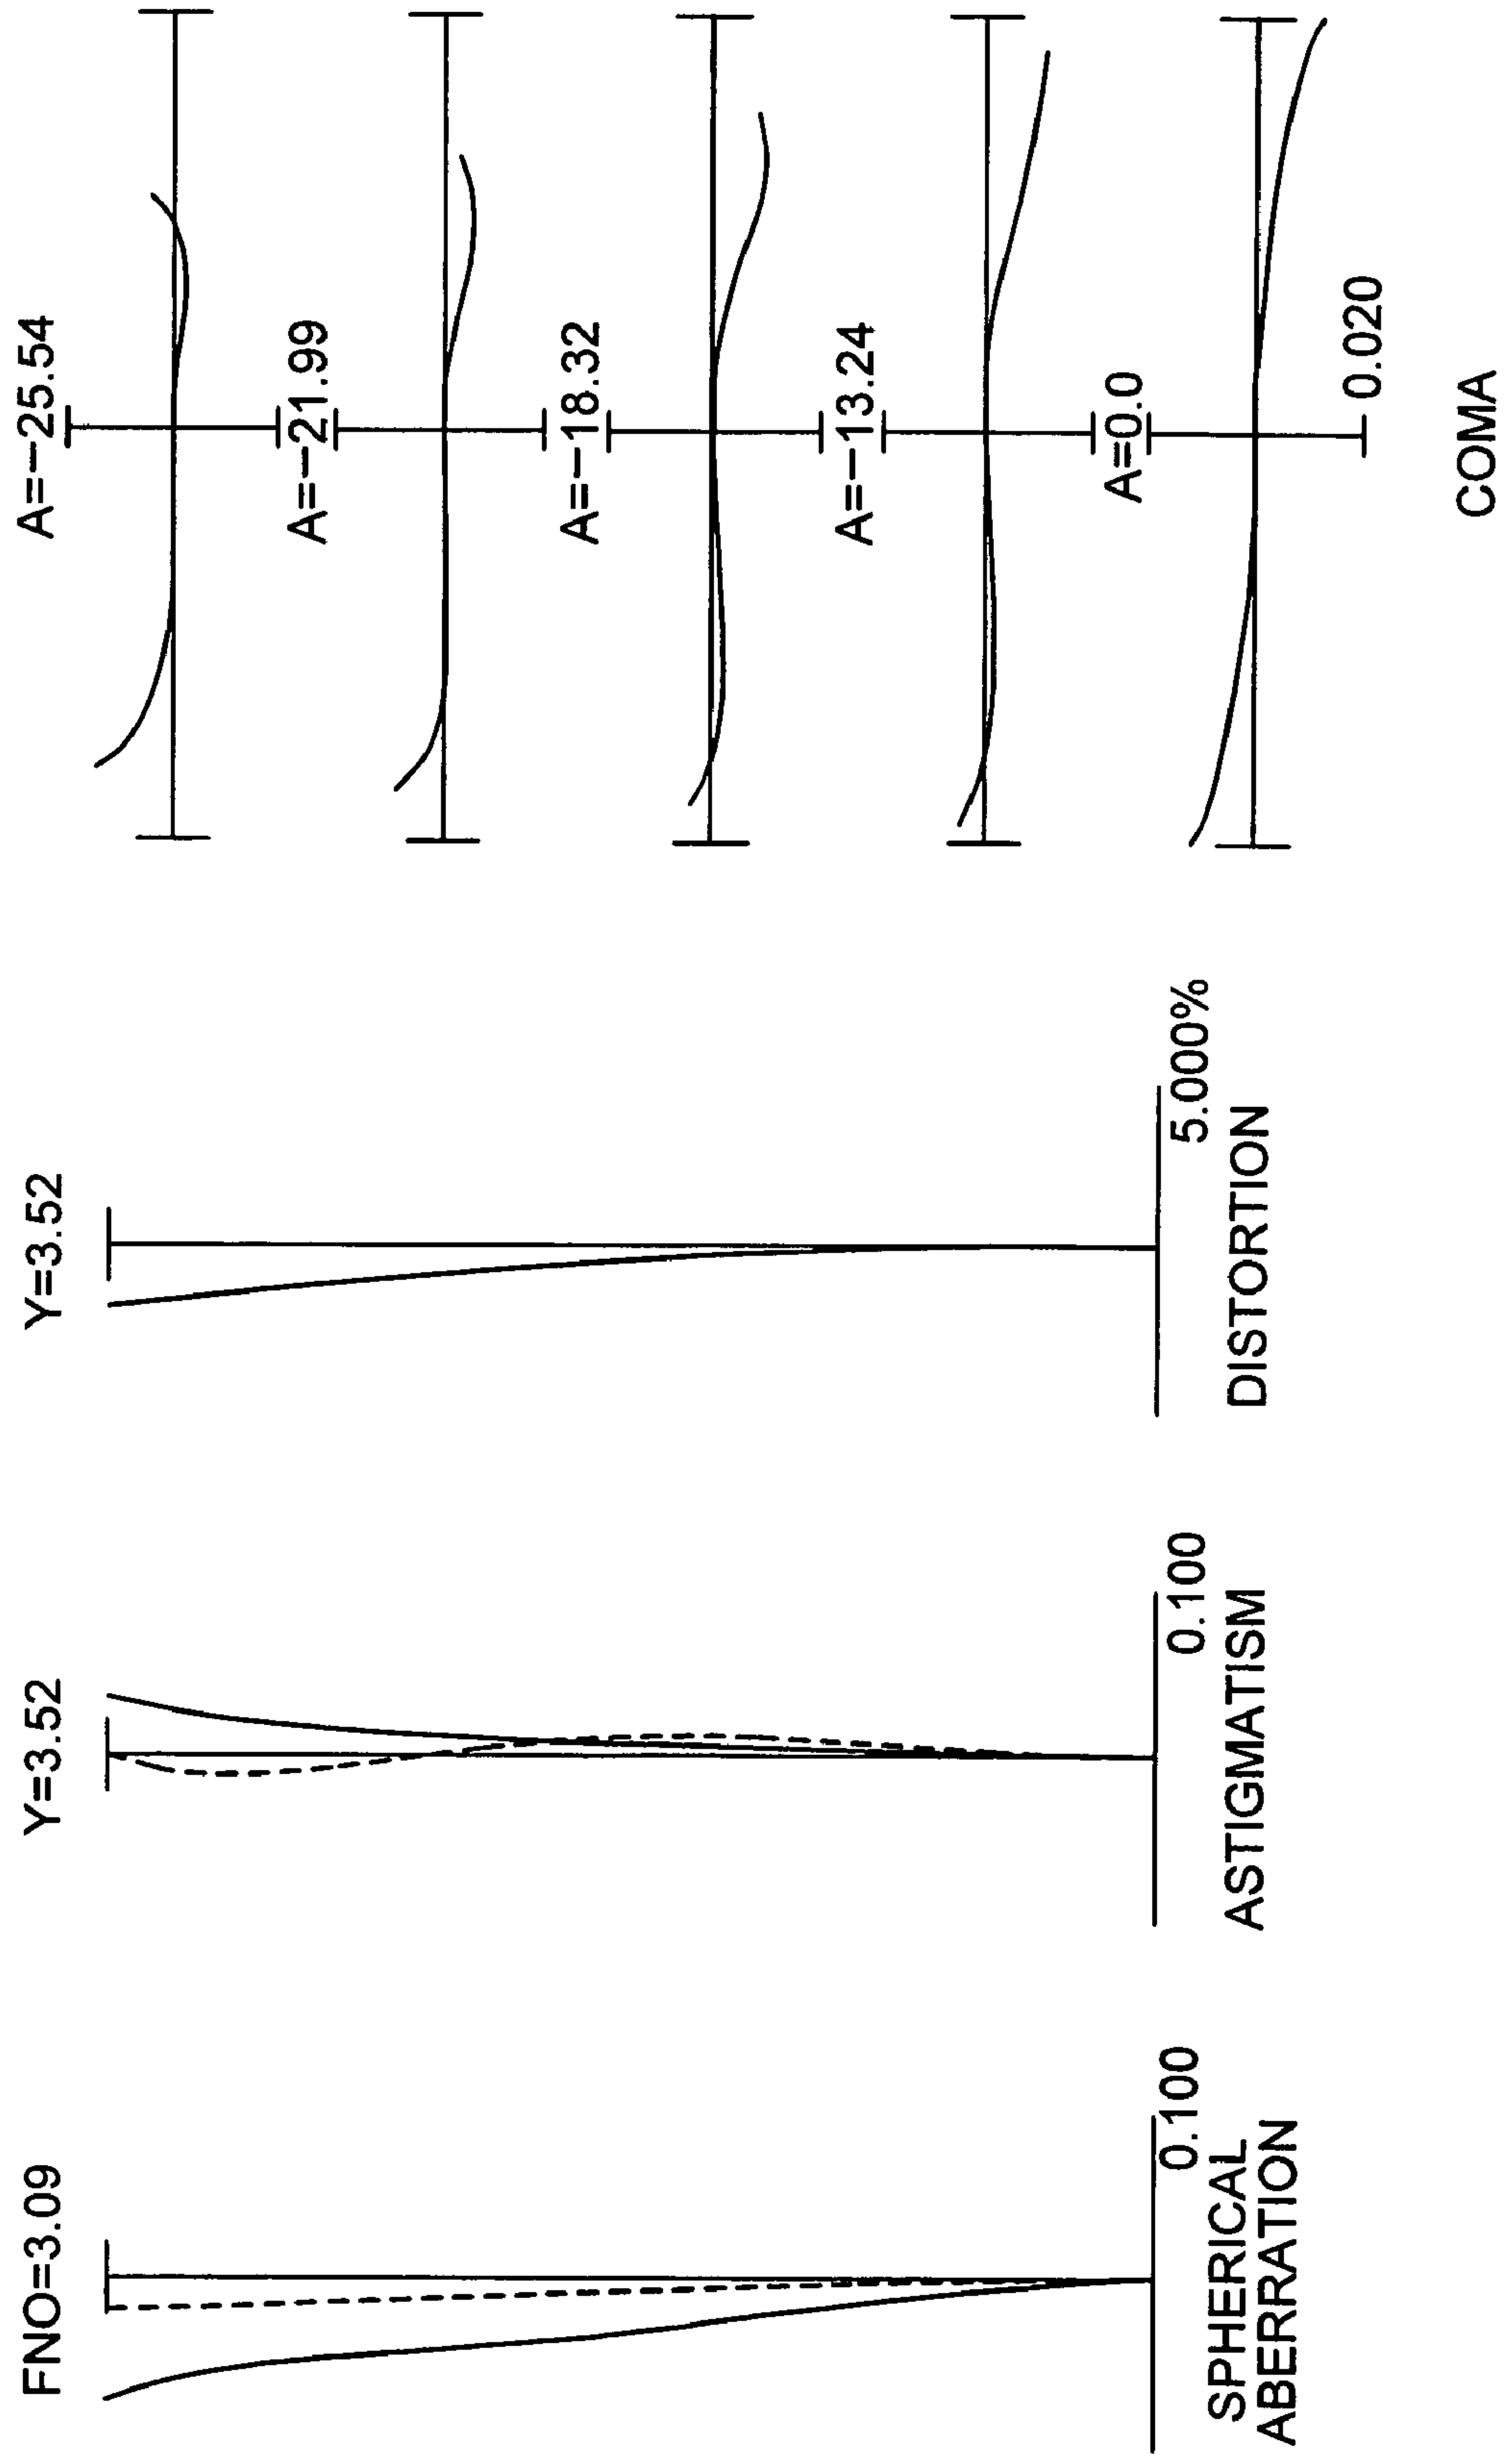 FNO=3.09
0.100
SPHERICAL
ABERRATION
Y=3.52
0.100
ASTIGMATISM
Y=3.52
5.000%
DISTORTION
A=-25.54
A=-21.99
A=-18.32
A=-13.24
A=0.0
0.020
COMA